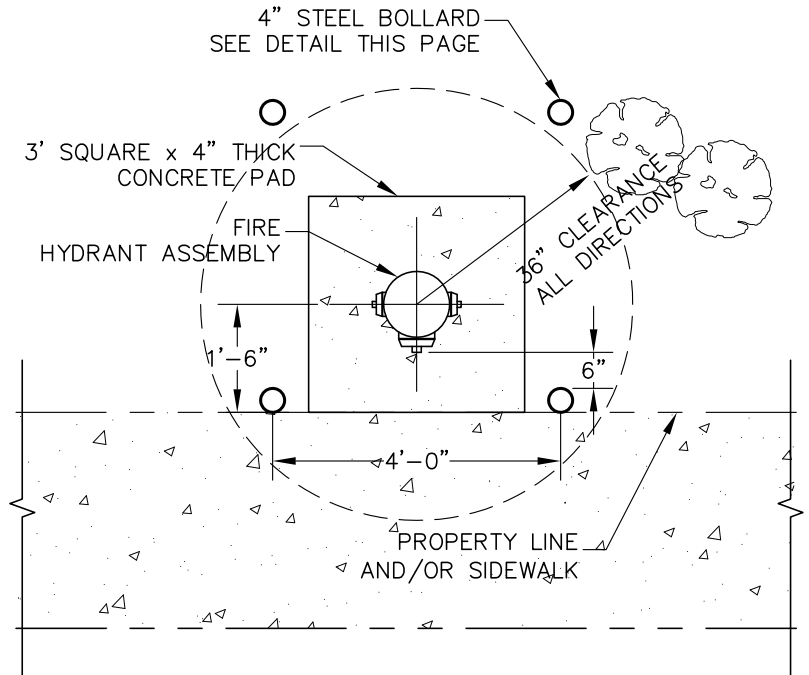 4” STEEL BOLLARD
SEE DETAIL THIS PAGE
3’ SQUARE x 4” THICK
CONCRETE PAD
FIRE
HYDRANT ASSEMBLY
36” CLEARANCE
ALL DIRECTIONS
1’-6”
6”
4’-0”
PROPERTY LINE
AND/OR SIDEWALK